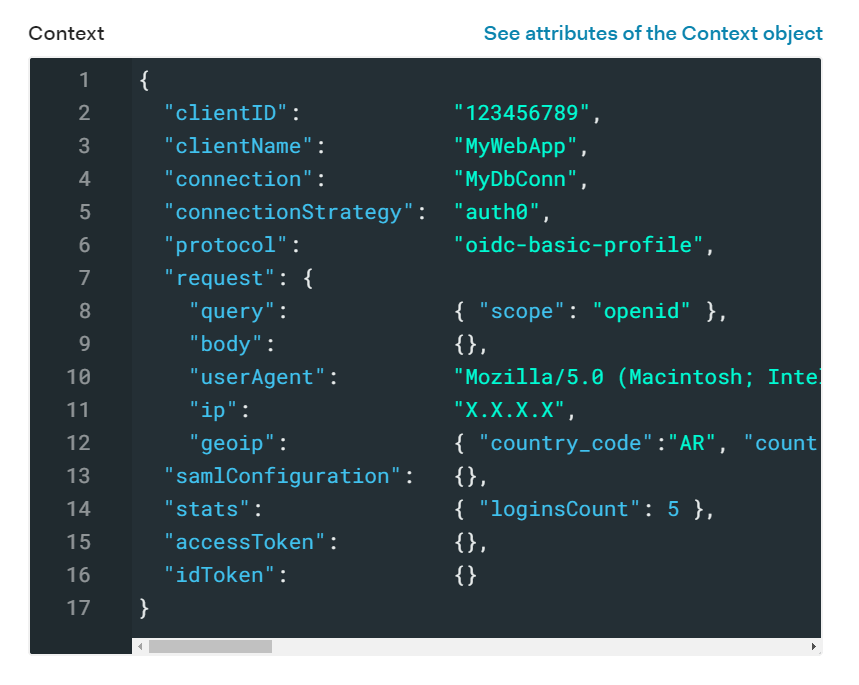 Context See attributes of the Context object
1 {
2   "clientID":            "123456789",
3   "clientName":          "MyWebApp",
4   "connection":          "MyDbConn",
5   "connectionStrategy":  "auth0",
6   "protocol":            "oidc-basic-profile",
7   "request": {
8     "query":             { "scope": "openid" },
9     "body":              {},
10     "userAgent":         "Mozilla/5.0 (Macintosh; Inte
11     "ip":                "X.X.X.X",
12     "geoip":             { "country_code":"AR", "count
13   "samlConfiguration":   {},
14   "stats":               { "loginsCount": 5 },
15   "accessToken":         {},
16   "idToken":             {}
17 }